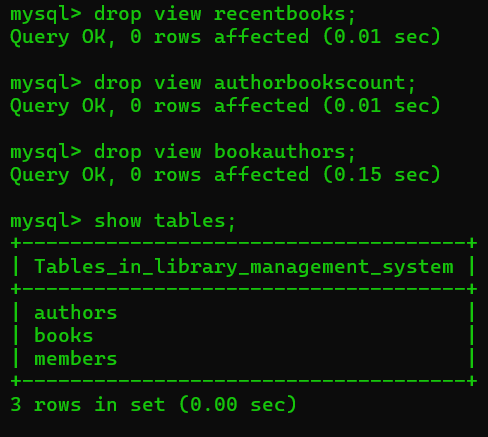 mysql> drop view recentbooks;
Query OK, 0 rows affected (0.01 sec)
mysql> drop view authorbookscount;
Query OK, 0 rows affected (0.01 sec)
mysql> drop view bookauthors;
Query OK, 0 rows affected (0.15 sec)
mysql> show tables;
+-------------------------------------+
| Tables_in_library_management_system |
+-------------------------------------+
| authors                             |
| books                               |
| members                             |
+-------------------------------------+
3 rows in set (0.00 sec)